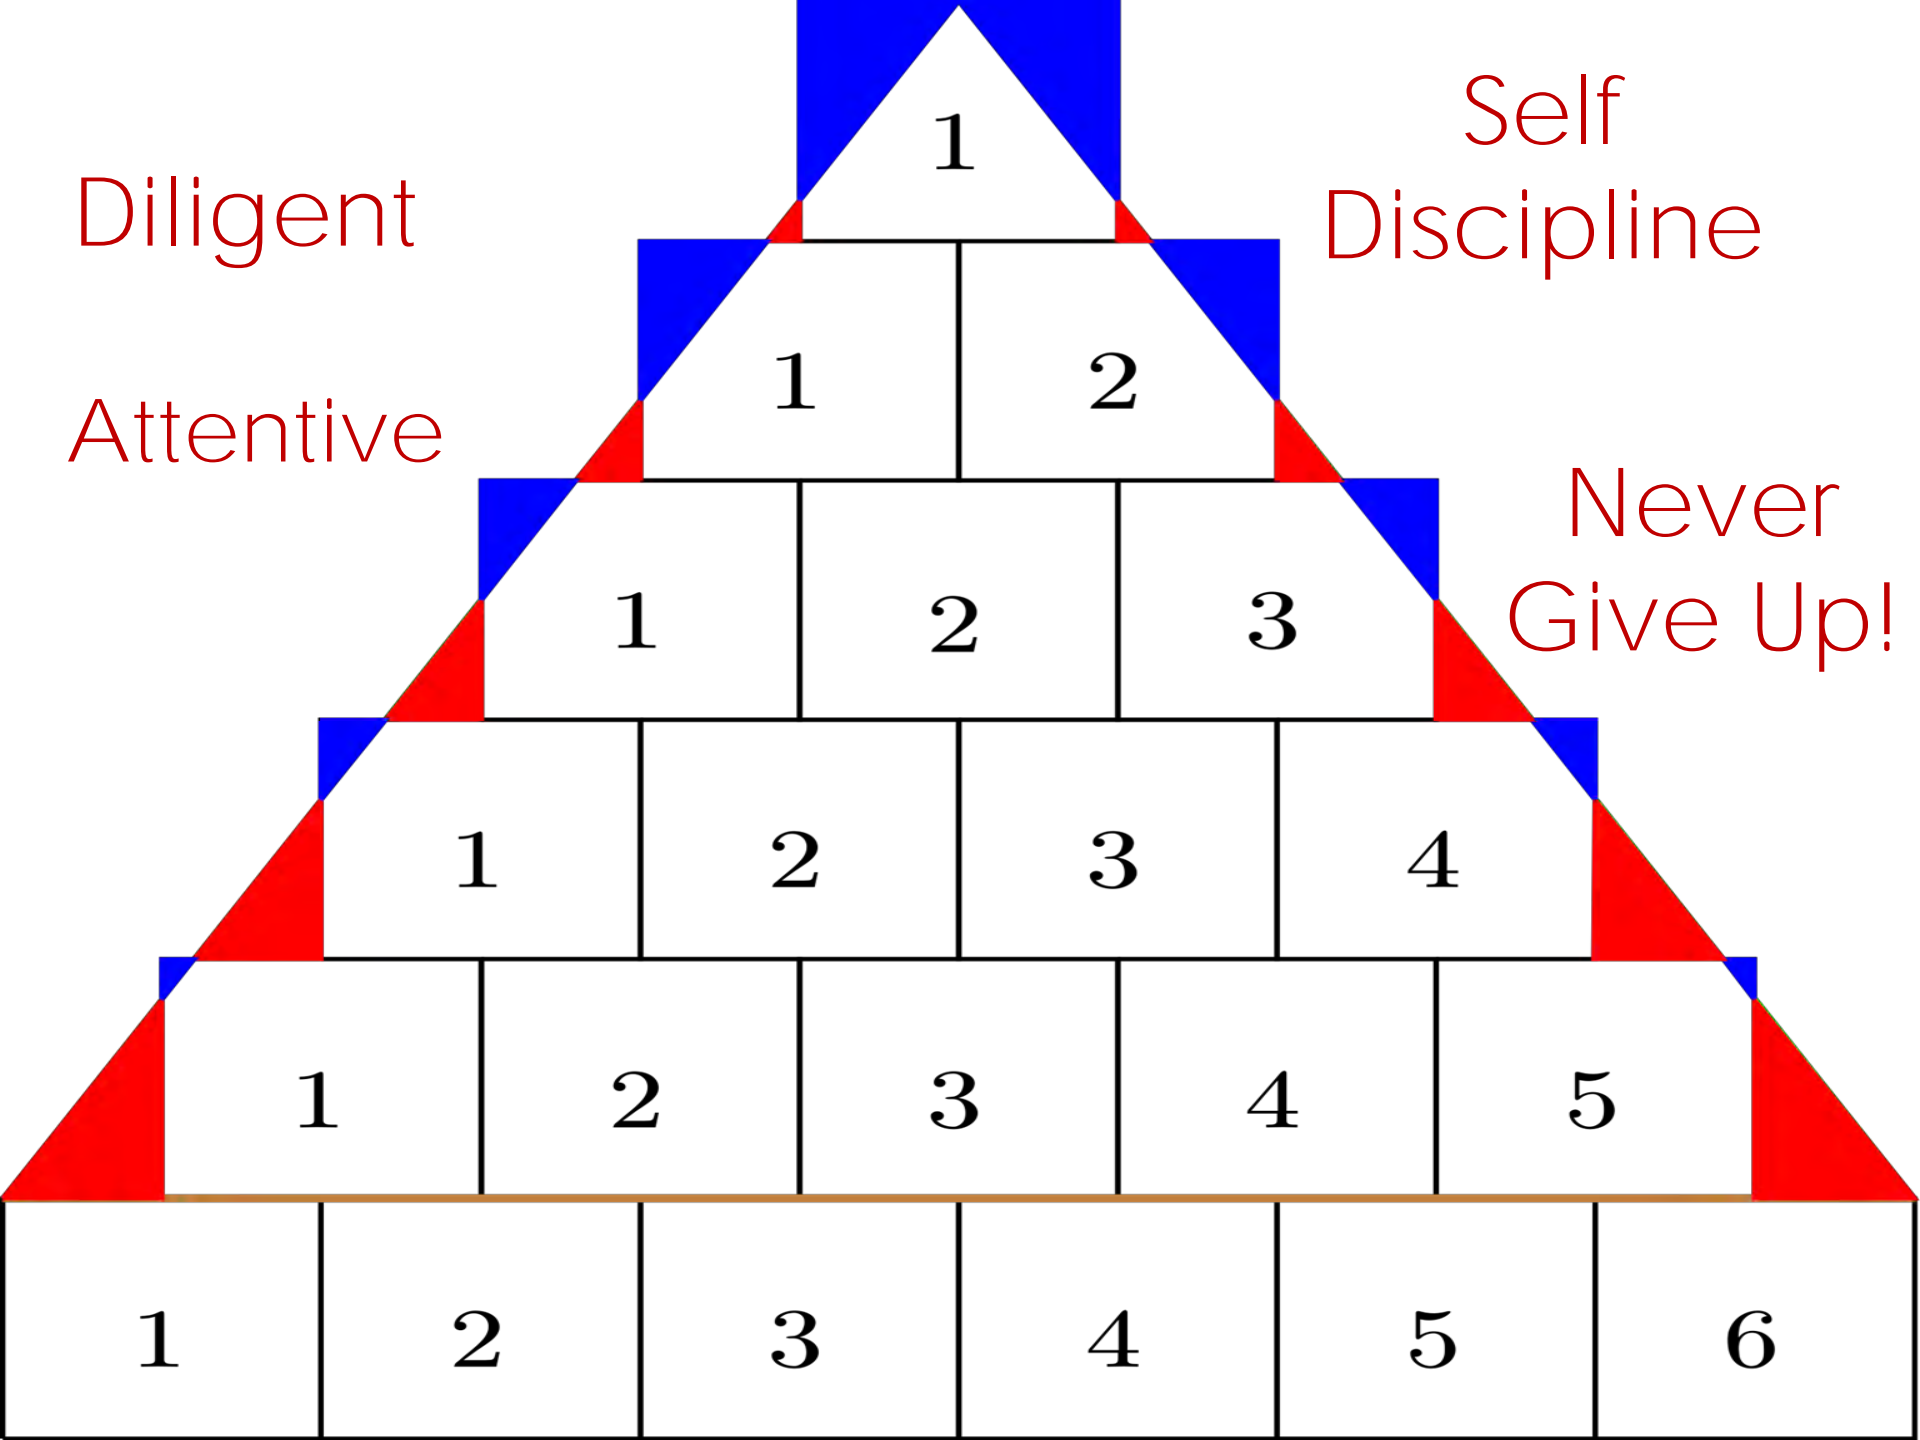 Self
Discipline
Diligent
Attentive
Never
Give Up!
1
1 2
1 2 3
1 2 3 4
1 2 3 4 5
1 2 3 4 5 6